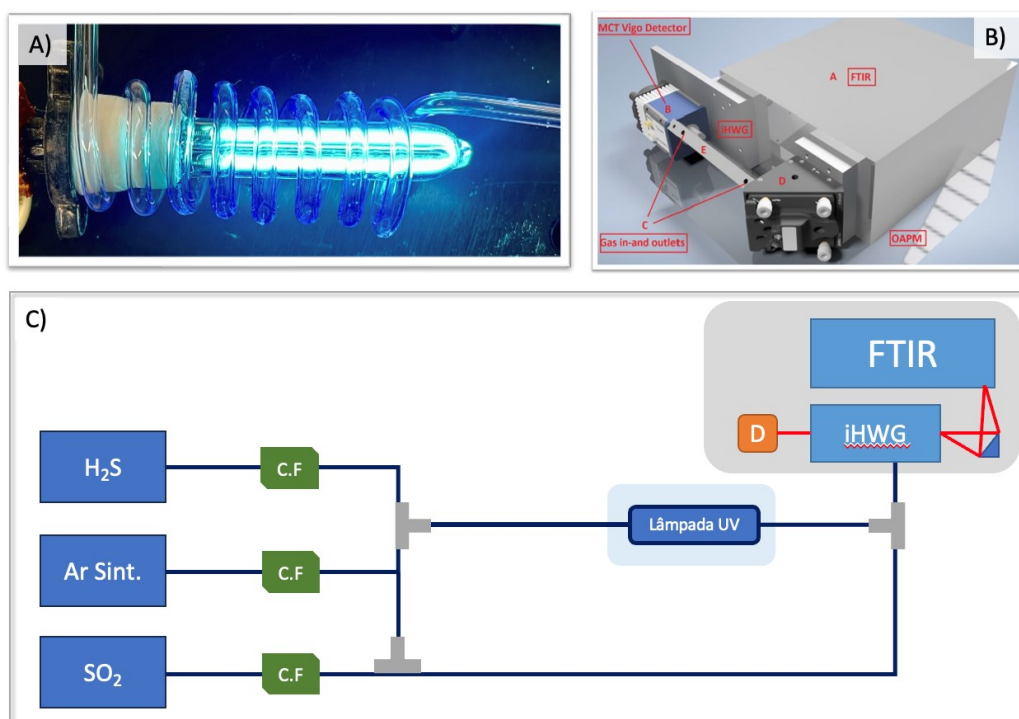 A)
B)
MCT Vigo Detector
A
FTIR
B
iHWG
E
D
C
Gas in-and outlets
OAPM
C)
FTIR
D
iHWG
H₂S
C.F
Lâmpada UV
Ar Sint.
C.F
SO₂
C.F